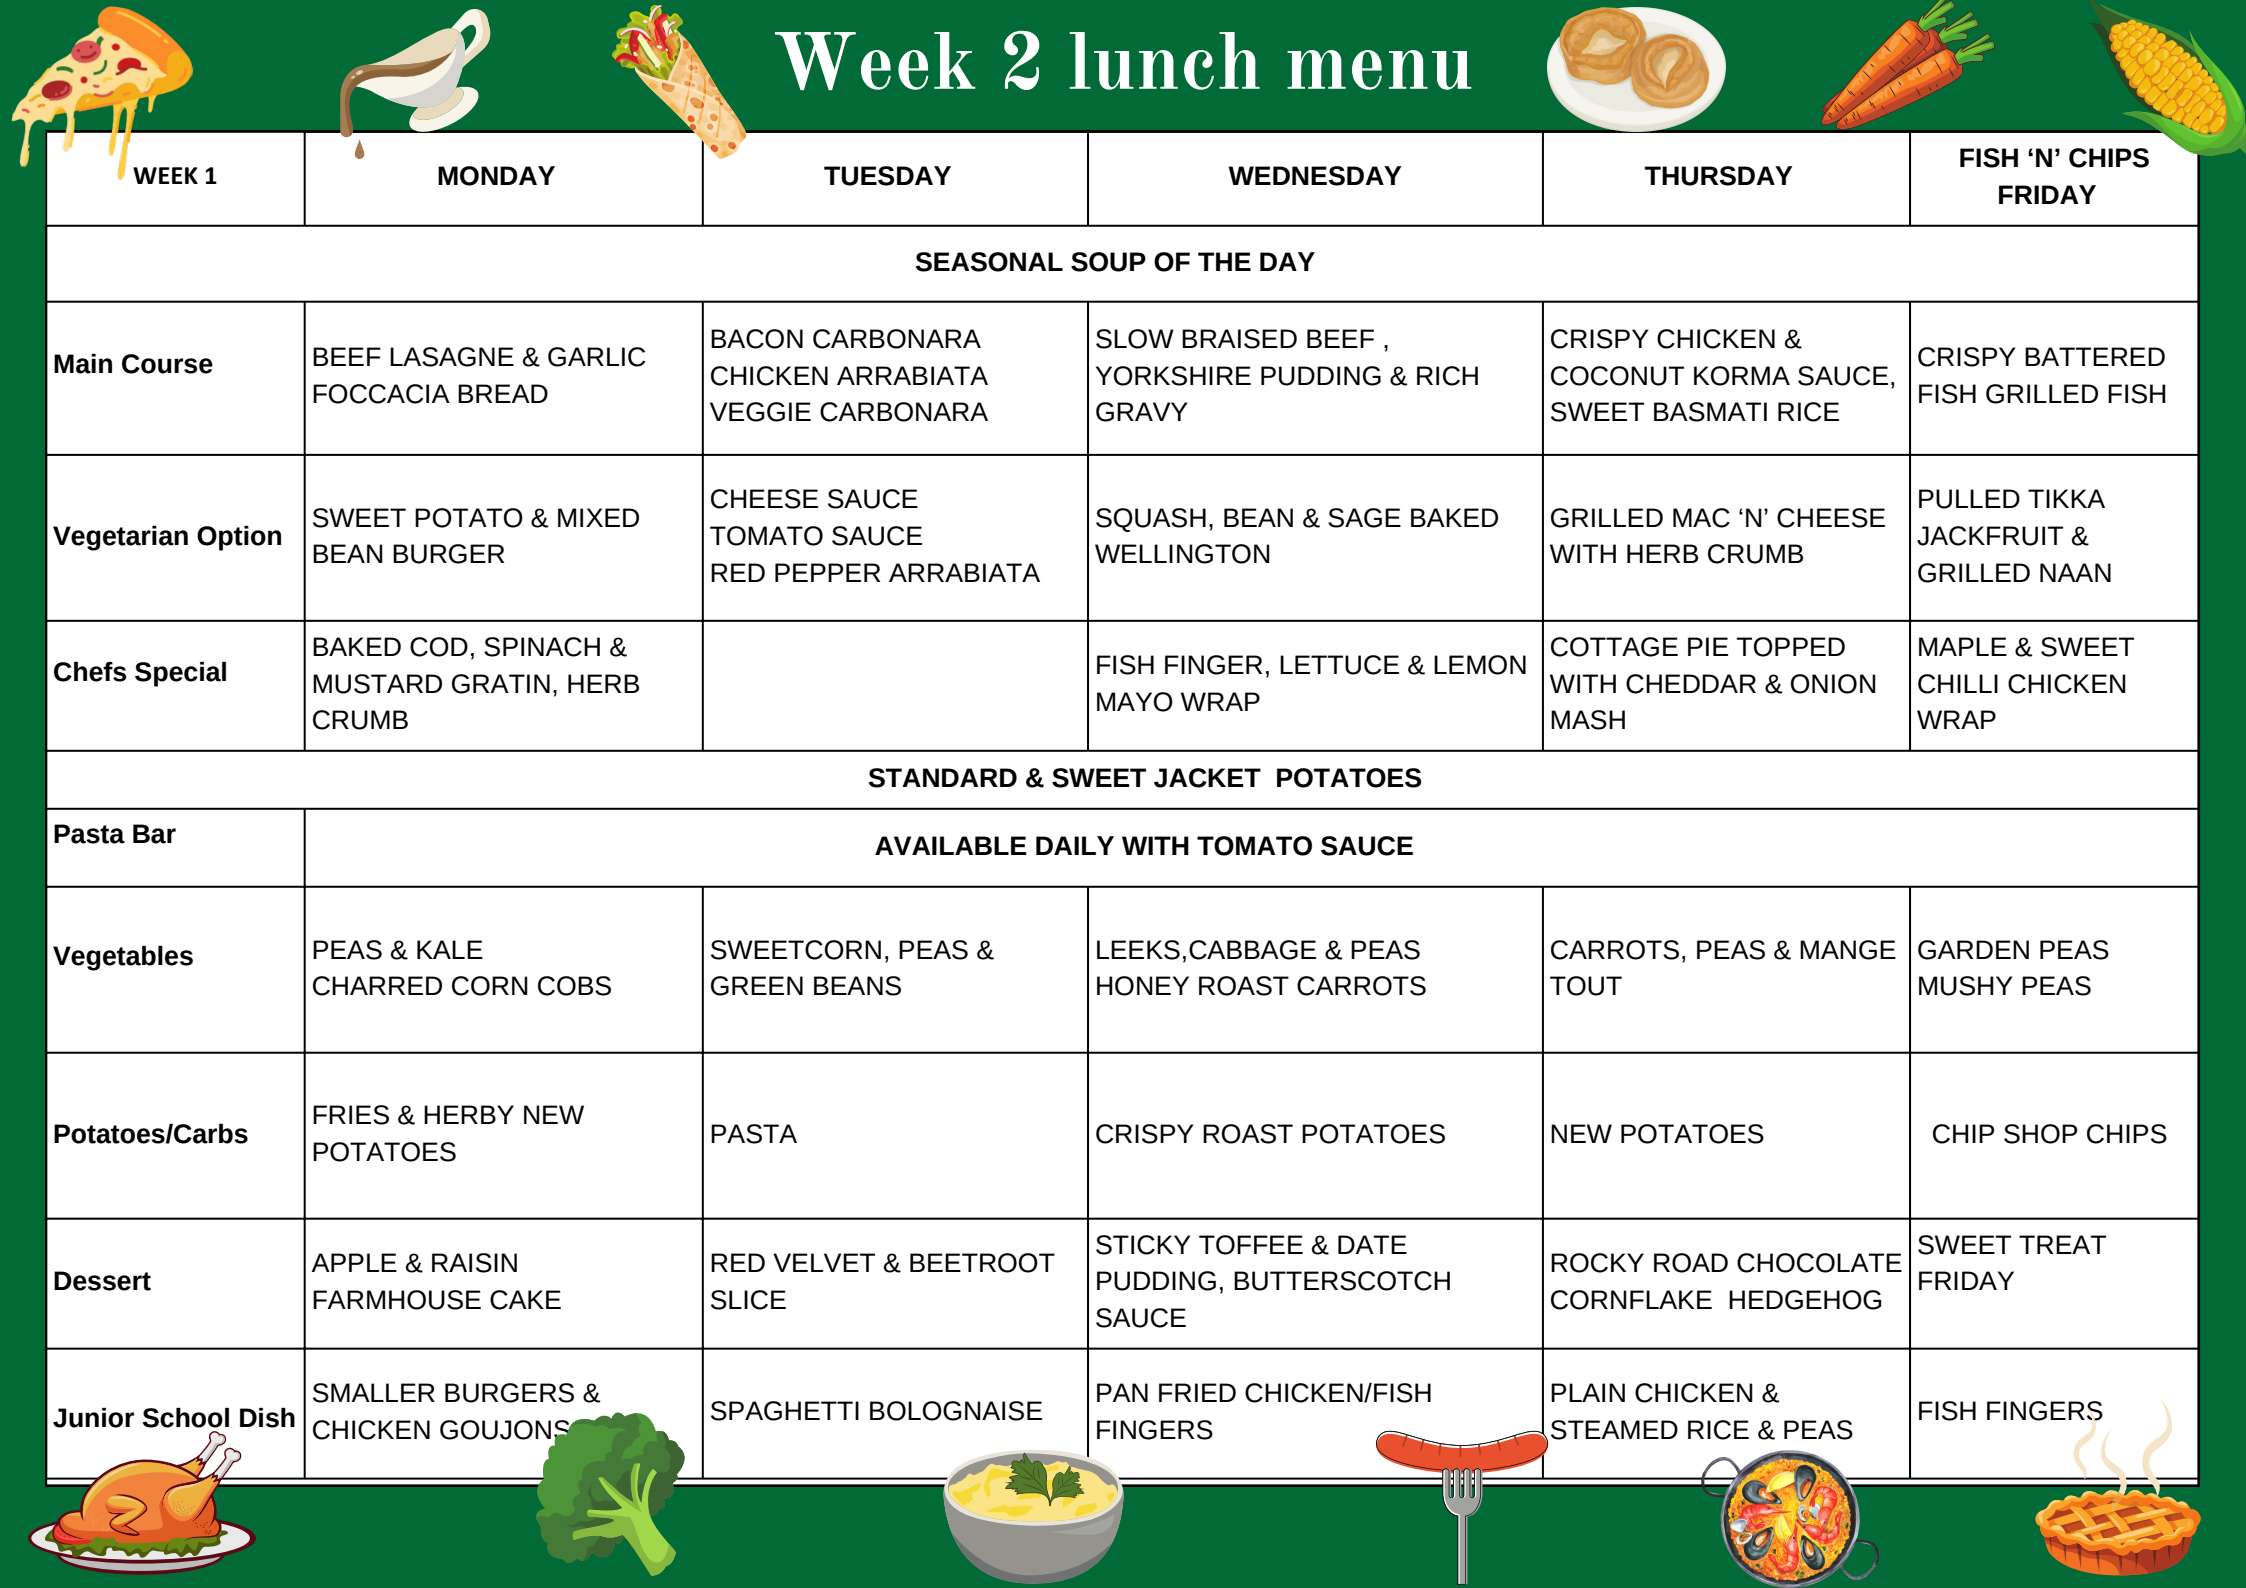 Week 2 lunch menu
WEEK 1
MONDAY
TUESDAY
WEDNESDAY
THURSDAY
FISH ‘N’ CHIPS
FRIDAY
SEASONAL SOUP OF THE DAY
Main Course
BEEF LASAGNE & GARLIC
FOCCACIA BREAD
BACON CARBONARA
CHICKEN ARRABIATA
VEGGIE CARBONARA
SLOW BRAISED BEEF ,
YORKSHIRE PUDDING & RICH
GRAVY
CRISPY CHICKEN &
COCONUT KORMA SAUCE,
SWEET BASMATI RICE
CRISPY BATTERED
FISH GRILLED FISH
Vegetarian Option
SWEET POTATO & MIXED
BEAN BURGER
CHEESE SAUCE
TOMATO SAUCE
RED PEPPER ARRABIATA
SQUASH, BEAN & SAGE BAKED
WELLINGTON
GRILLED MAC ‘N’ CHEESE
WITH HERB CRUMB
PULLED TIKKA
JACKFRUIT &
GRILLED NAAN
Chefs Special
BAKED COD, SPINACH &
MUSTARD GRATIN, HERB
CRUMB
FISH FINGER, LETTUCE & LEMON
MAYO WRAP
COTTAGE PIE TOPPED
WITH CHEDDAR & ONION
MASH
MAPLE & SWEET
CHILLI CHICKEN
WRAP
STANDARD & SWEET JACKET  POTATOES
Pasta Bar
AVAILABLE DAILY WITH TOMATO SAUCE
Vegetables
PEAS & KALE
CHARRED CORN COBS
SWEETCORN, PEAS &
GREEN BEANS
LEEKS,CABBAGE & PEAS
HONEY ROAST CARROTS
CARROTS, PEAS & MANGE
TOUT
GARDEN PEAS
MUSHY PEAS
Potatoes/Carbs
FRIES & HERBY NEW
POTATOES
PASTA
CRISPY ROAST POTATOES
NEW POTATOES
CHIP SHOP CHIPS
Dessert
APPLE & RAISIN
FARMHOUSE CAKE
RED VELVET & BEETROOT
SLICE
STICKY TOFFEE & DATE
PUDDING, BUTTERSCOTCH
SAUCE
ROCKY ROAD CHOCOLATE
CORNFLAKE  HEDGEHOG
SWEET TREAT
FRIDAY
Junior School Dish
SMALLER BURGERS &
CHICKEN GOUJONS
SPAGHETTI BOLOGNAISE
PAN FRIED CHICKEN/FISH
FINGERS
PLAIN CHICKEN &
STEAMED RICE & PEAS
FISH FINGERS